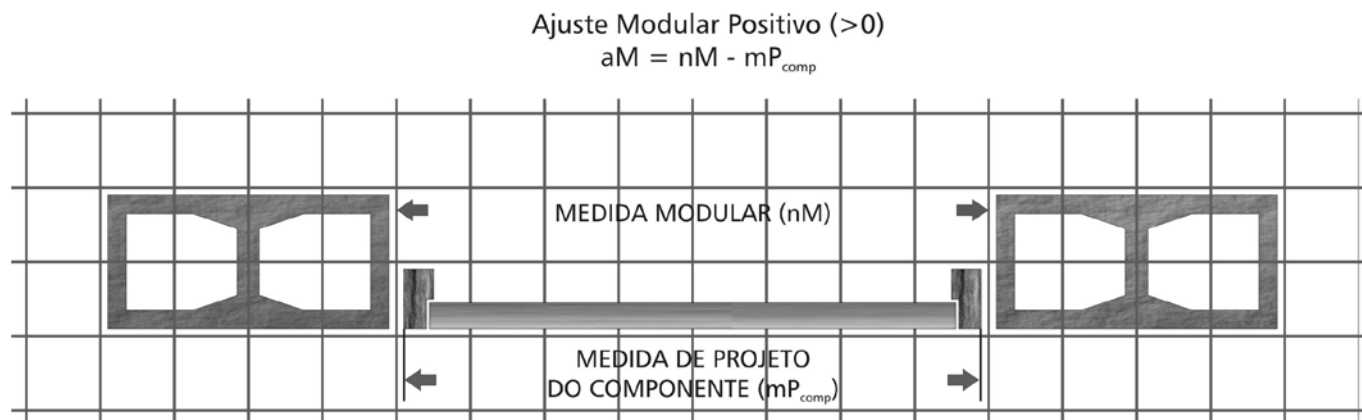 Ajuste Modular Positivo (>0)
aM = nM - mPcomp
MEDIDA MODULAR (nM)
MEDIDA DE PROJETO
DO COMPONENTE (mPcomp)